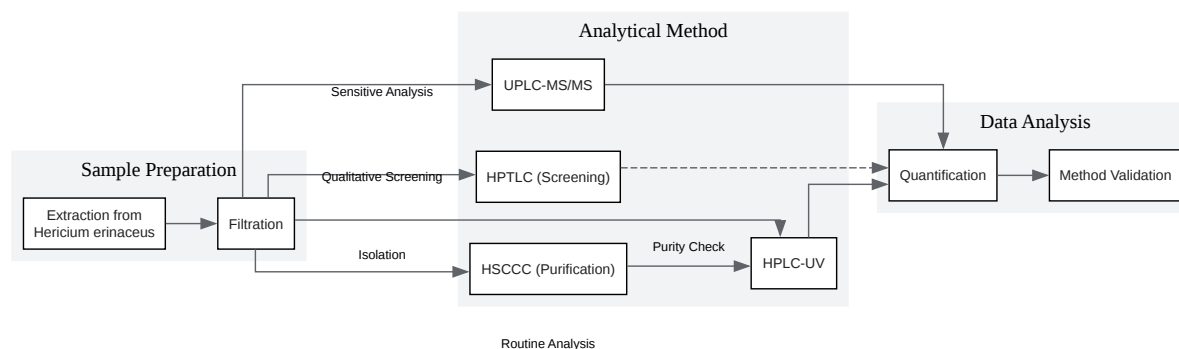 Analytical Method
UPLC-MS/MS
Sensitive Analysis
Data Analysis
Sample Preparation
Qualitative Screening
HPTLC (Screening)
Quantification
Method Validation
Extraction from
Hericium erinaceus
Filtration
Isolation
HSCCC (Purification)
Purity Check
HPLC-UV
Routine Analysis